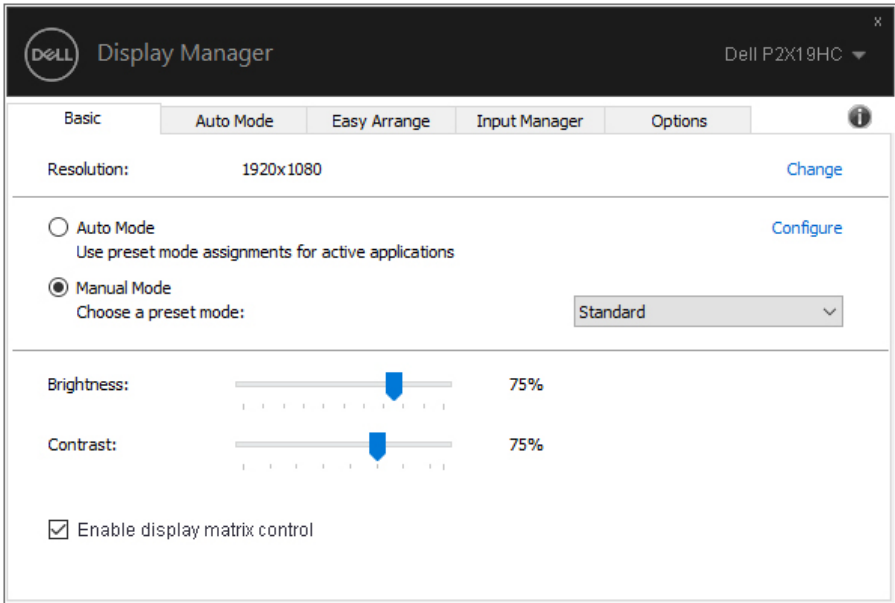 x
DELL Display Manager Dell P2X19HC
Basic Auto Mode Easy Arrange Input Manager Options i
Resolution: 1920x1080 Change
Auto Mode Configure
Use preset mode assignments for active applications
Manual Mode
Choose a preset mode: Standard
Brightness: 75%
Contrast: 75%
Enable display matrix control